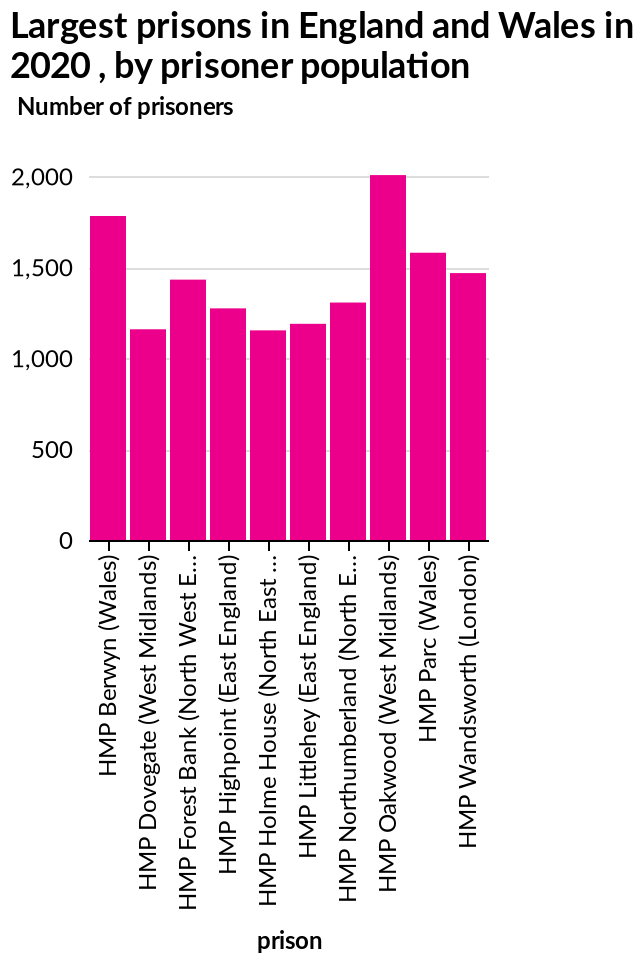 Largest prisons in England and Wales in
2020 , by prisoner population
Number of prisoners
2,000
1,500
1,000
500
0
HMP Berwyn (Wales)
HMP Dovegate (West Midlands)
HMP Forest Bank (North West E...
HMP Highpoint (East England)
HMP Holme House (North East ...
HMP Littlehey (East England)
HMP Northumberland (North E...
HMP Oakwood (West Midlands)
HMP Parc (Wales)
HMP Wandsworth (London)
prison